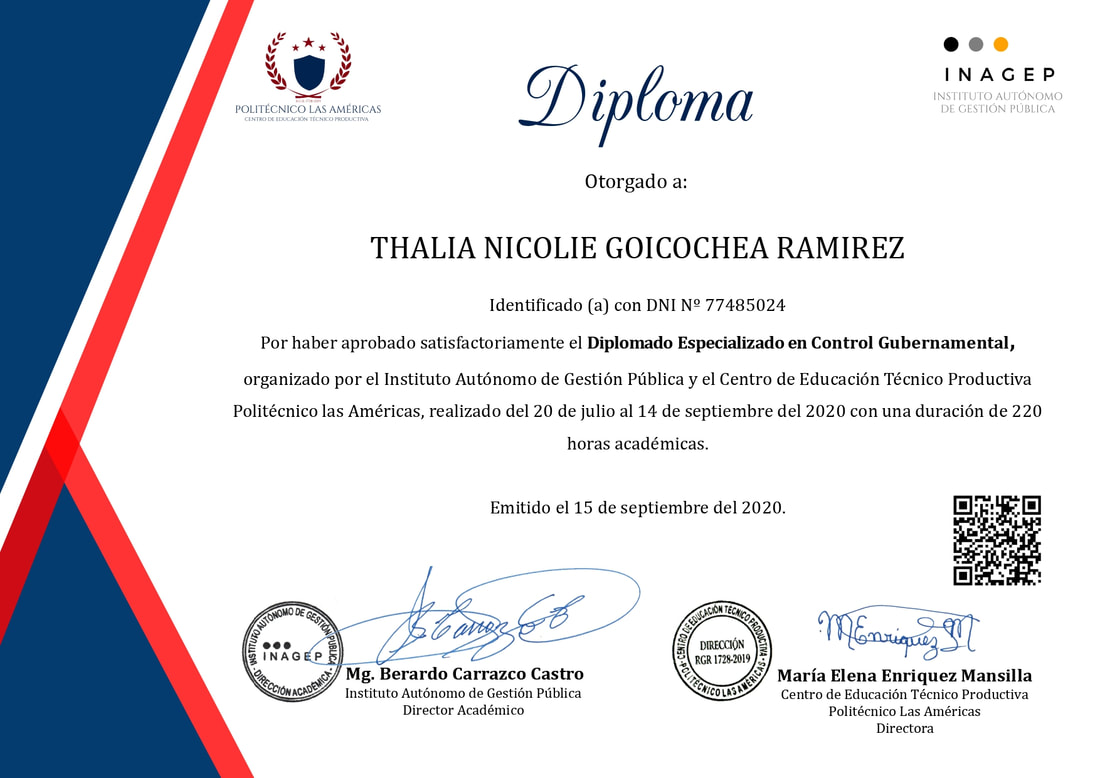 POLITÉCNICO LAS AMÉRICAS
CENTRO DE EDUCACIÓN TÉCNICO PRODUCTIVA
Diploma
INAGEP
INSTITUTO AUTÓNOMO
DE GESTIÓN PÚBLICA
Otorgado a:
THALIA NICOLIE GOICOCHEA RAMIREZ
Identificado (a) con DNI Nº 77485024
Por haber aprobado satisfactoriamente el Diplomado Especializado en Control Gubernamental,
organizado por el Instituto Autónomo de Gestión Pública y el Centro de Educación Técnico Productiva
Politécnico las Américas, realizado del 20 de julio al 14 de septiembre del 2020 con una duración de 220
horas académicas.
Emitido el 15 de septiembre del 2020.
INSTITUTO AUTÓNOMO DE GESTIÓN PÚBLICA
INAGEP
- DIRECCIÓN ACADÉMICA -
Mg. Berardo Carrazco Castro
Instituto Autónomo de Gestión Pública
Director Académico
CENTRO DE EDUCACIÓN TÉCNICO PRODUCTIVA
DIRECCIÓN
RGR 1728-2019
POLITÉCNICO LAS AMÉRICAS
M Enriquez M
María Elena Enriquez Mansilla
Centro de Educación Técnico Productiva
Politécnico Las Américas
Directora